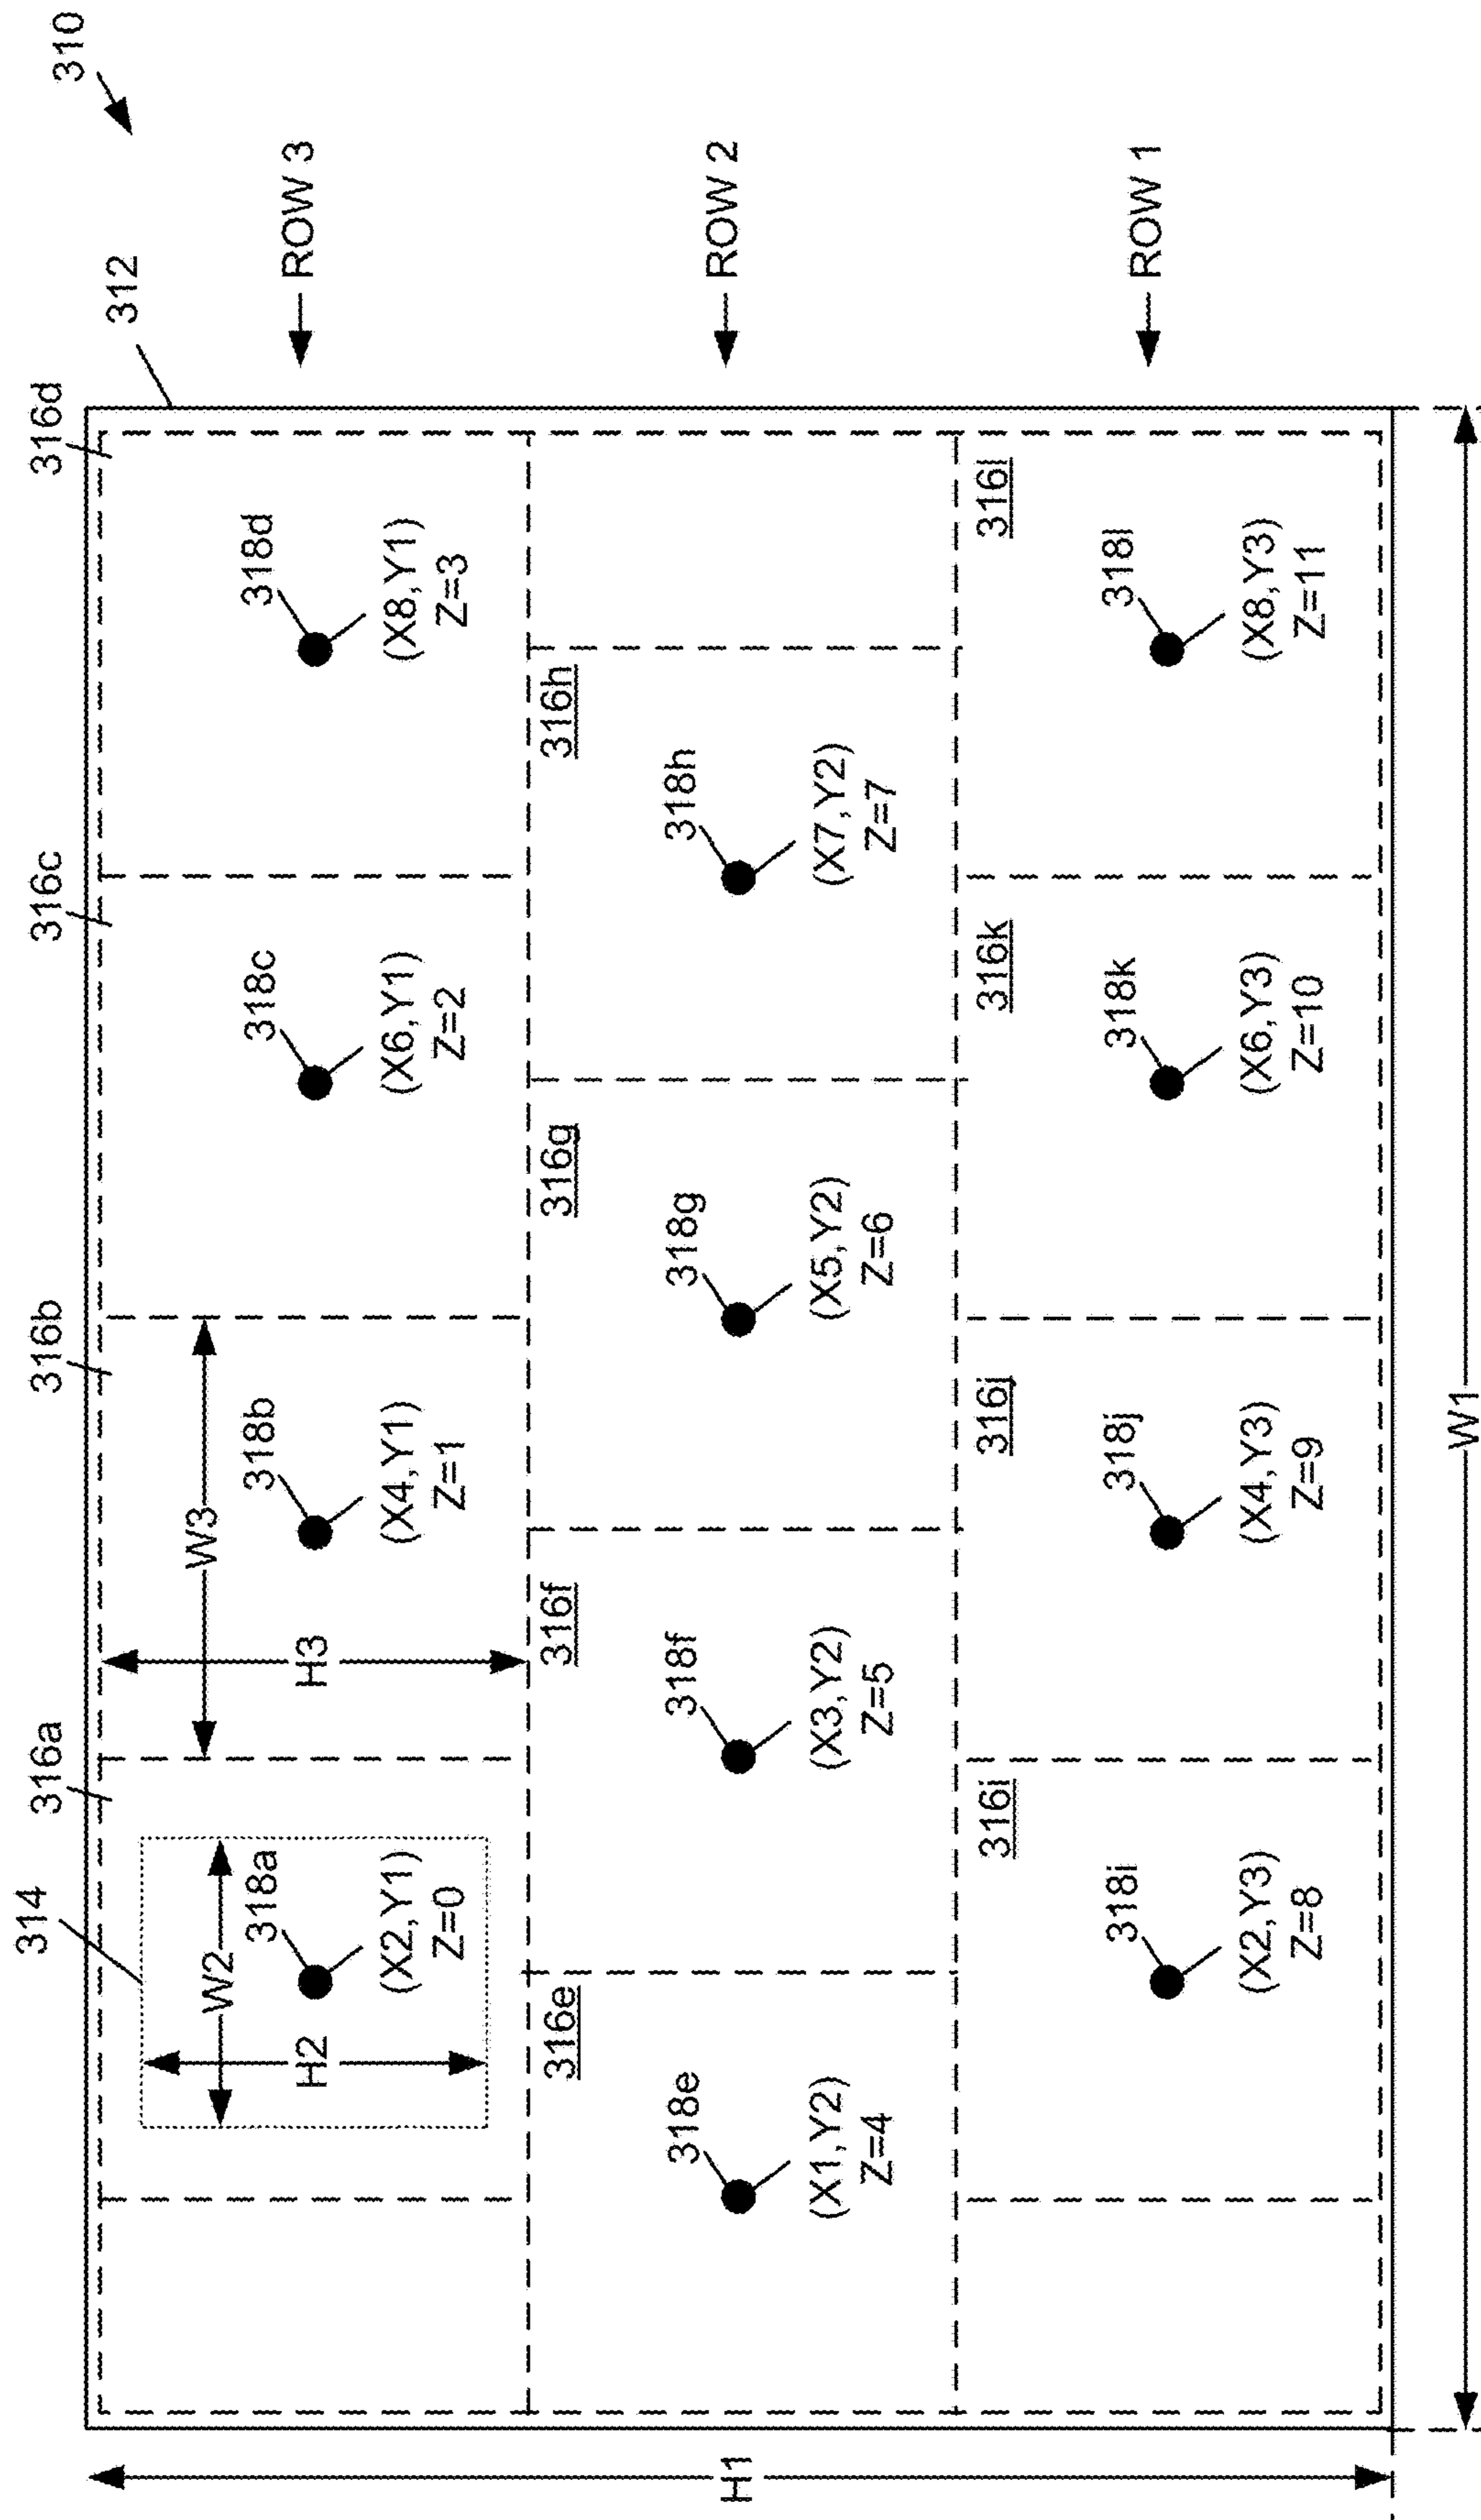 310
314
316a
316b
316c
316d
312
W2
W3
318a
318b
318c
318d
H2
H3
ROW 3
(X2,Y1)
Z=0
(X4,Y1)
Z=1
(X6,Y1)
Z=2
(X8,Y1)
Z=3
316e
316f
316g
316h
318e
318f
318g
318h
H1
ROW 2
(X1,Y2)
Z=4
(X3,Y2)
Z=5
(X5,Y2)
Z=6
(X7,Y2)
Z=7
316i
316j
316k
316l
318i
318j
318k
318l
ROW 1
(X2,Y3)
Z=8
(X4,Y3)
Z=9
(X6,Y3)
Z=10
(X8,Y3)
Z=11
W1